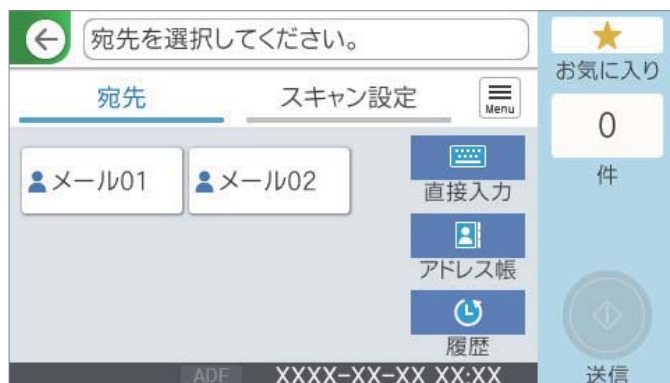 宛先を選択してください。
お気に入り
宛先
スキャン設定
Menu
0
件
メール01
メール02
直接入力
アドレス帳
履歴
ADF
XXXX-XX-XX XX:XX
送信